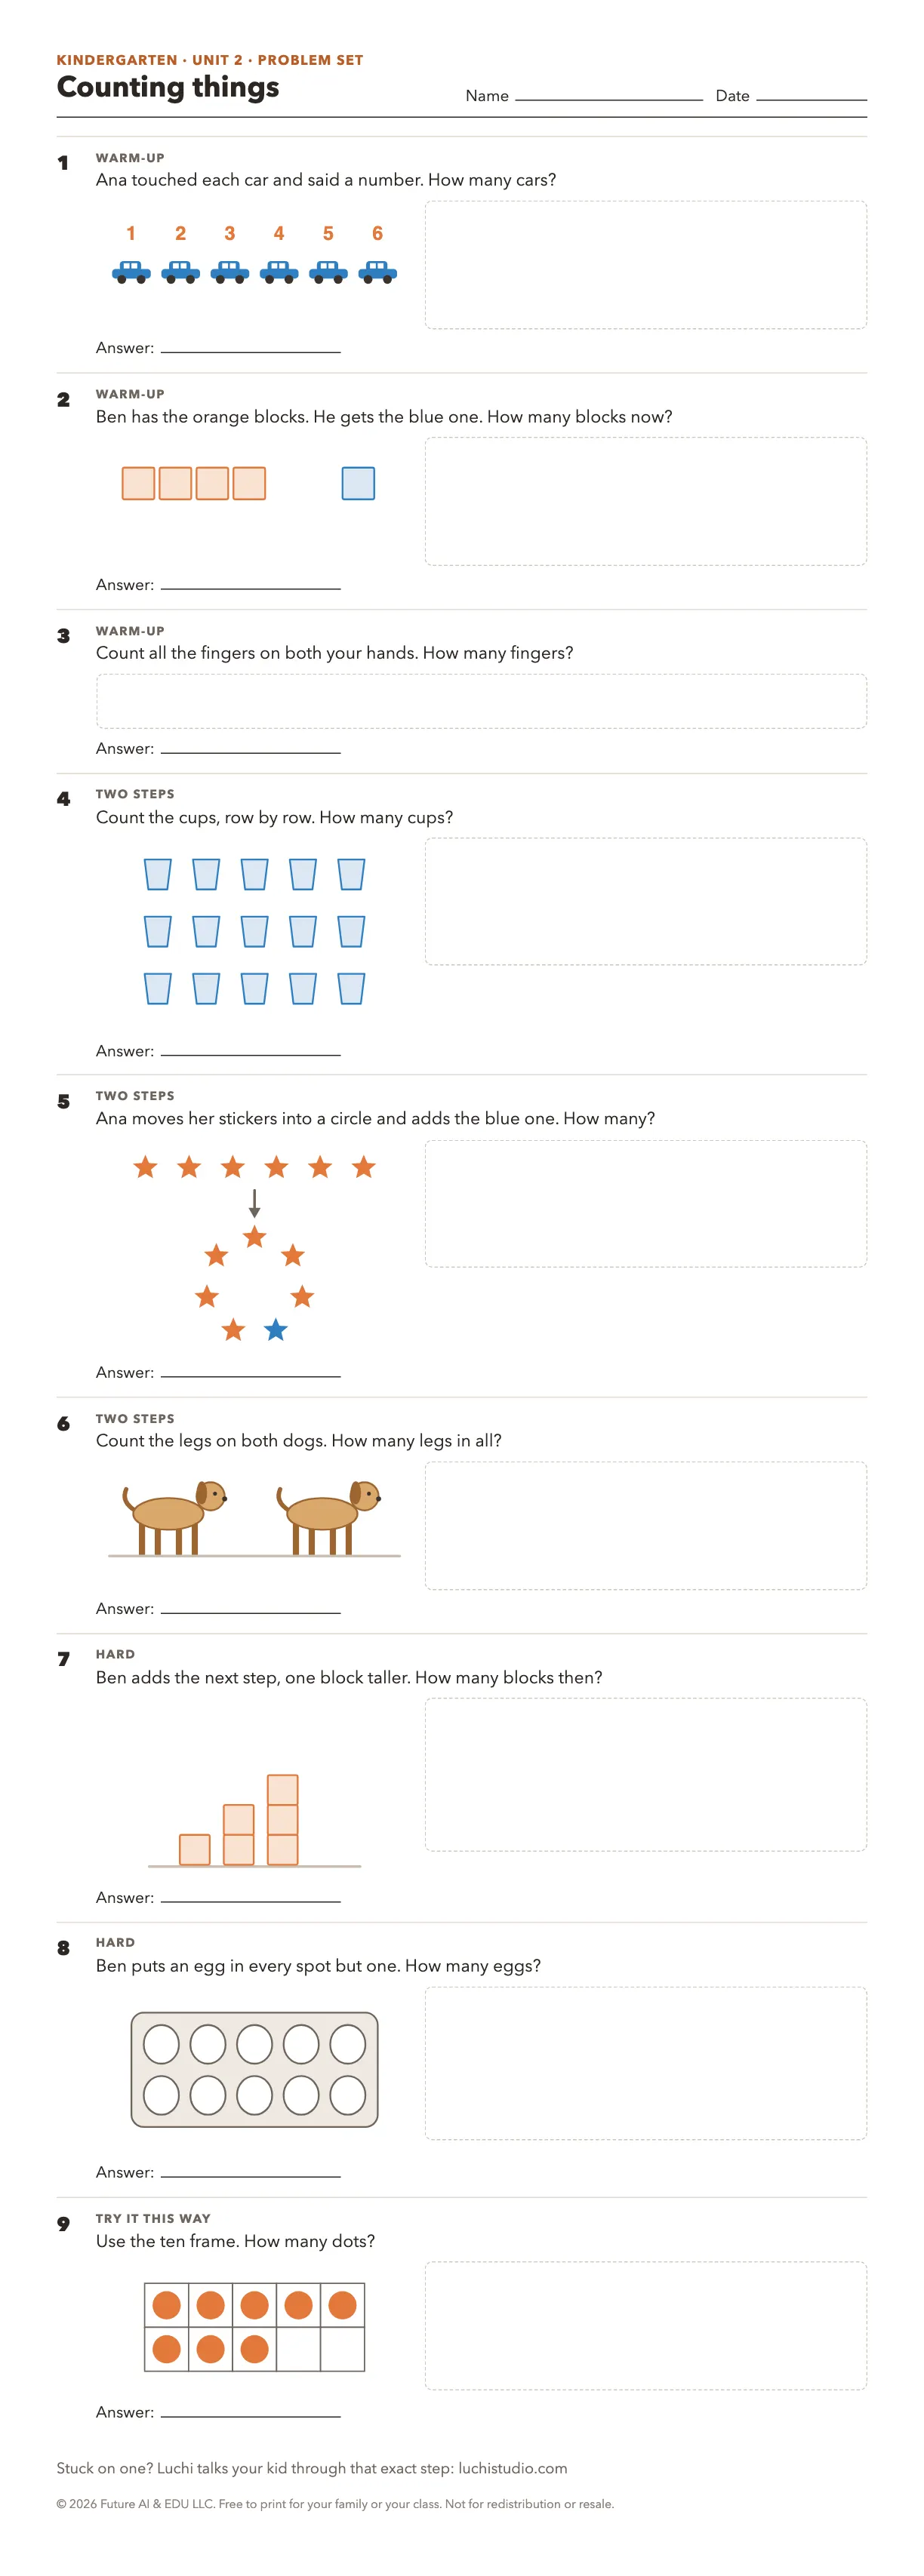 KINDERGARTEN · UNIT 2 · PROBLEM SET
Counting things
Name Date
1 WARM-UP
Ana touched each car and said a number. How many cars?
1 2 3 4 5 6
Answer:
2 WARM-UP
Ben has the orange blocks. He gets the blue one. How many blocks now?
Answer:
3 WARM-UP
Count all the fingers on both your hands. How many fingers?
Answer:
4 TWO STEPS
Count the cups, row by row. How many cups?
Answer:
5 TWO STEPS
Ana moves her stickers into a circle and adds the blue one. How many?
Answer:
6 TWO STEPS
Count the legs on both dogs. How many legs in all?
Answer:
7 HARD
Ben adds the next step, one block taller. How many blocks then?
Answer:
8 HARD
Ben puts an egg in every spot but one. How many eggs?
Answer:
9 TRY IT THIS WAY
Use the ten frame. How many dots?
Answer:
Stuck on one? Luchi talks your kid through that exact step: luchistudio.com
© 2026 Future AI & EDU LLC. Free to print for your family or your class. Not for redistribution or resale.